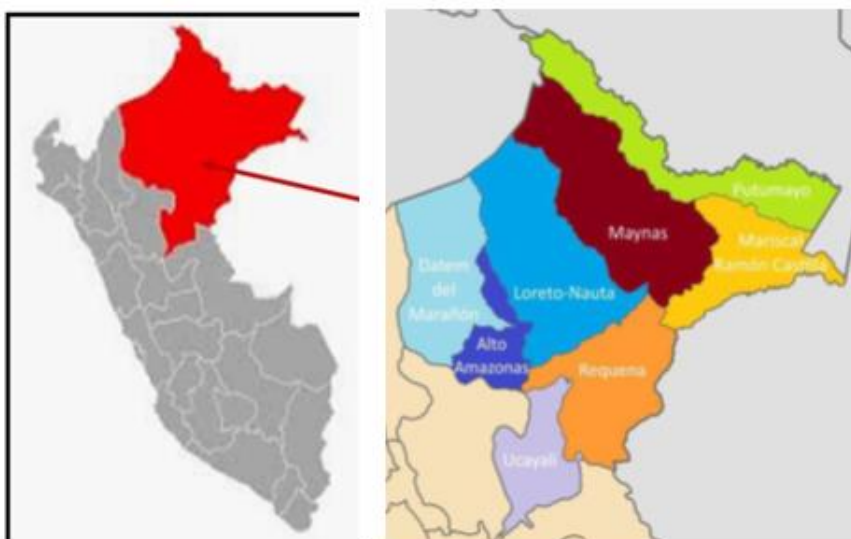 Putumayo
Maynas
Mariscal
Ramón Castilla
Datem
del
Marañón
Loreto-Nauta
Alto
Amazonas
Requena
Ucayali